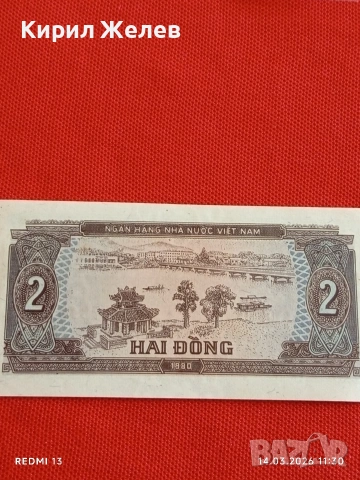 Кирил Желев
NGÂN HÀNG NHÀ NƯỚC VIỆT NAM
2 2
HAI ĐỒNG
1980
REDMI 13
14.03.2026 11:30
BAZAR